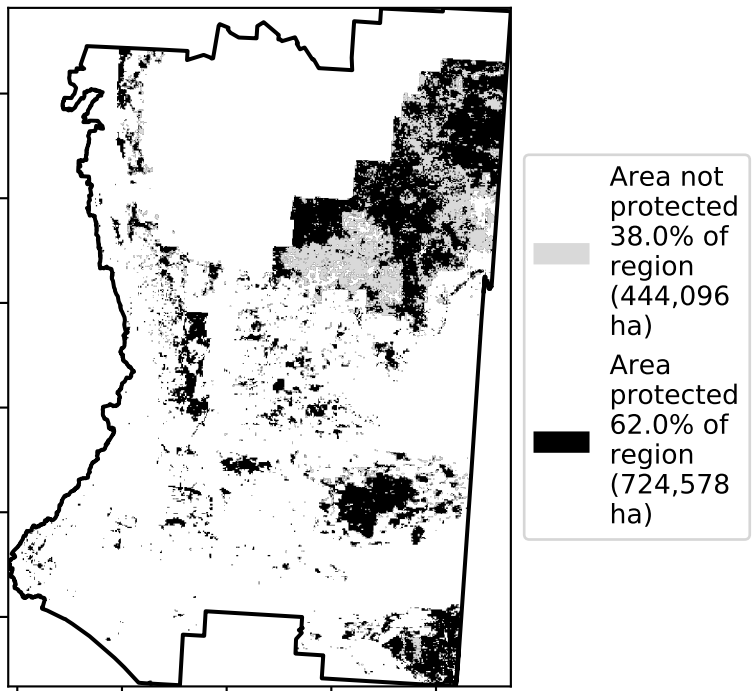 Area not
protected
38.0% of
region
(444,096
ha)
Area
protected
62.0% of
region
(724,578
ha)